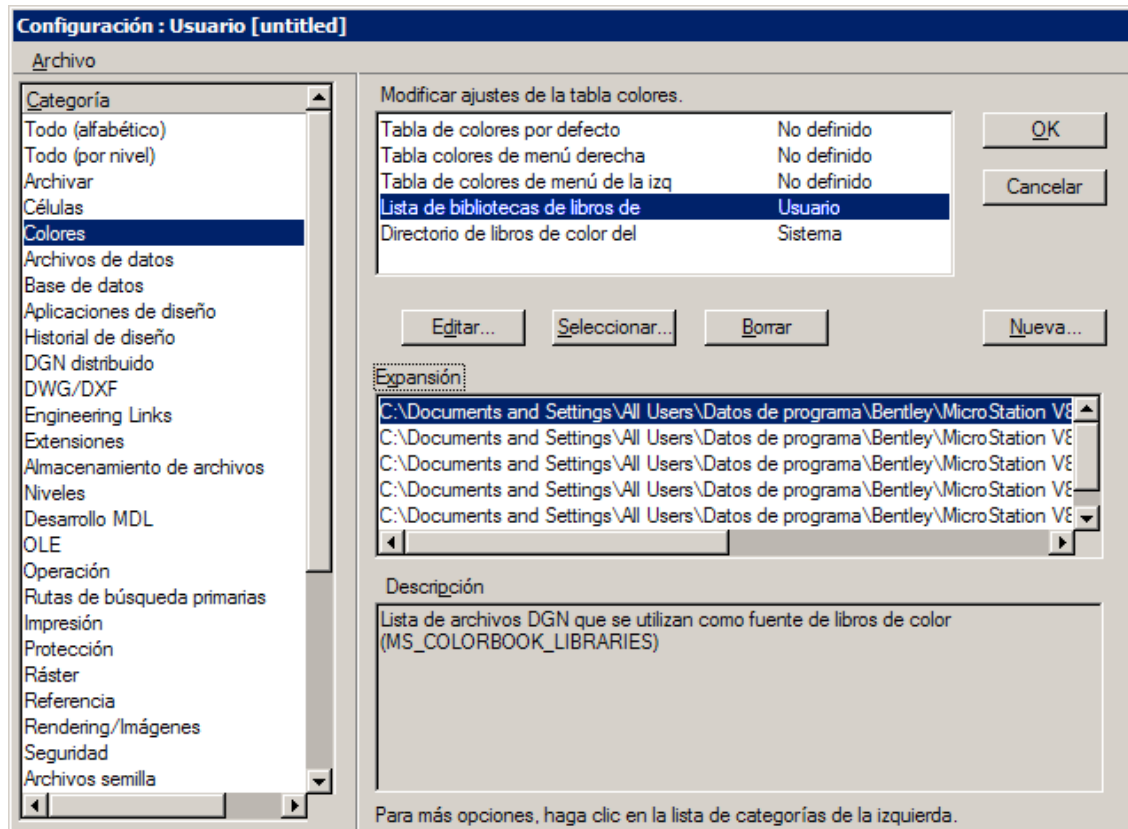 Configuración : Usuario [untitled]
Archivo
Categoría
Todo (alfabético)
Todo (por nivel)
Archivar
Células
Colores
Archivos de datos
Base de datos
Aplicaciones de diseño
Historial de diseño
DGN distribuido
DWG/DXF
Engineering Links
Extensiones
Almacenamiento de archivos
Niveles
Desarrollo MDL
OLE
Operación
Rutas de búsqueda primarias
Impresión
Protección
Ráster
Referencia
Rendering/Imágenes
Seguridad
Archivos semilla
Modificar ajustes de la tabla colores.
Tabla de colores por defecto No definido
Tabla colores de menú derecha No definido
Tabla de colores de menú de la izq No definido
Lista de bibliotecas de libros de Usuario
Directorio de libros de color del Sistema
OK
Cancelar
Editar... Seleccionar... Borrar Nueva...
Expansión
C:\Documents and Settings\All Users\Datos de programa\Bentley\MicroStation V8
C:\Documents and Settings\All Users\Datos de programa\Bentley\MicroStation V8
C:\Documents and Settings\All Users\Datos de programa\Bentley\MicroStation V8
C:\Documents and Settings\All Users\Datos de programa\Bentley\MicroStation V8
C:\Documents and Settings\All Users\Datos de programa\Bentley\MicroStation V8
Descripción
Lista de archivos DGN que se utilizan como fuente de libros de color
(MS_COLORBOOK_LIBRARIES)
Para más opciones, haga clic en la lista de categorías de la izquierda.